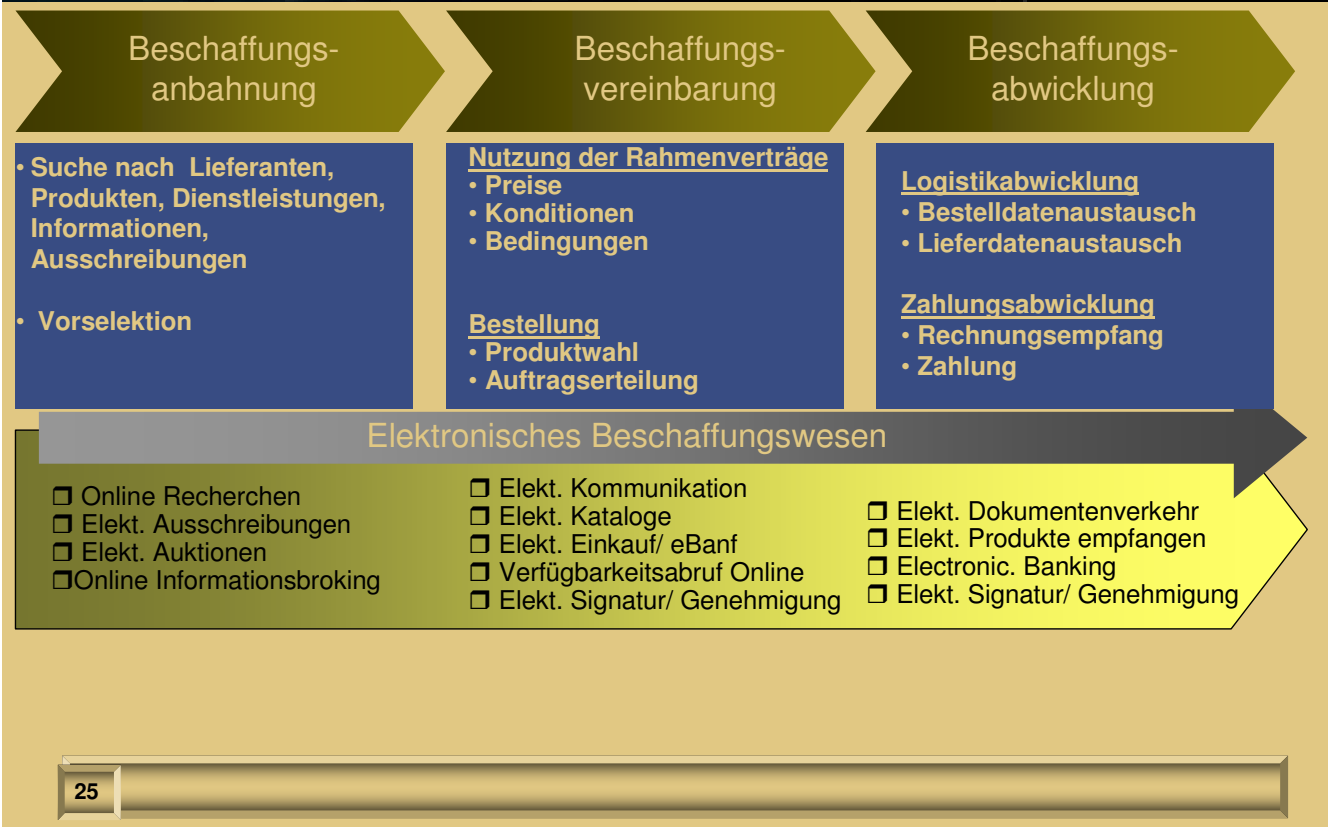 Beschaffungs-
anbahnung
Beschaffungs-
vereinbarung
Beschaffungs-
abwicklung
• Suche nach Lieferanten,
Produkten, Dienstleistungen,
Informationen,
Ausschreibungen
• Vorselektion
Nutzung der Rahmenverträge
• Preise
• Konditionen
• Bedingungen
Bestellung
• Produktwahl
• Auftragserteilung
Logistikabwicklung
• Bestelldatenaustausch
• Lieferdatenaustausch
Zahlungsabwicklung
• Rechnungsempfang
• Zahlung
Elektronisches Beschaffungswesen
❒ Online Recherchen
❒ Elekt. Ausschreibungen
❒ Elekt. Auktionen
❒Online Informationsbroking
❒ Elekt. Kommunikation
❒ Elekt. Kataloge
❒ Elekt. Einkauf/ eBanf
❒ Verfügbarkeitsabruf Online
❒ Elekt. Signatur/ Genehmigung
❒ Elekt. Dokumentenverkehr
❒ Elekt. Produkte empfangen
❒ Electronic. Banking
❒ Elekt. Signatur/ Genehmigung
25